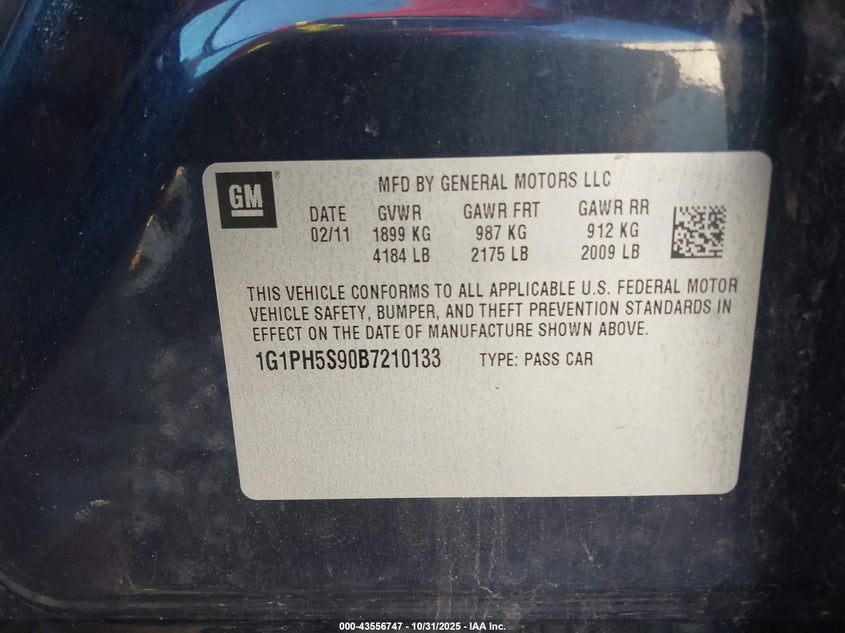 GM
MFD BY GENERAL MOTORS LLC
DATE GVWR GAWR FRT GAWR RR
02/11 1899 KG 987 KG 912 KG
4184 LB 2175 LB 2009 LB
THIS VEHICLE CONFORMS TO ALL APPLICABLE U.S. FEDERAL MOTOR
VEHICLE SAFETY, BUMPER, AND THEFT PREVENTION STANDARDS IN
EFFECT ON THE DATE OF MANUFACTURE SHOWN ABOVE.
1G1PH5S90B7210133 TYPE: PASS CAR
000-43556747 - 10/31/2025 - IAA Inc.